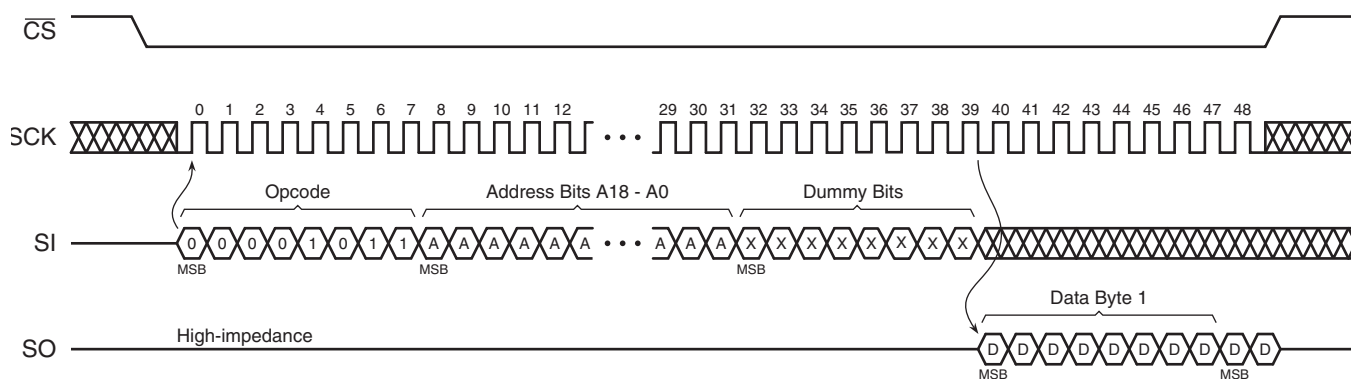 CS
0 1 2 3 4 5 6 7 8 9 10 11 12 29 30 31 32 33 34 35 36 37 38 39 40 41 42 43 44 45 46 47 48
SCK
Opcode Address Bits A18 - A0 Dummy Bits
SI 0 0 0 0 1 0 1 1 A A A A A A A A A X X X X X X X X
MSB MSB MSB
Data Byte 1
High-impedance
SO D D D D D D D D D D
MSB MSB